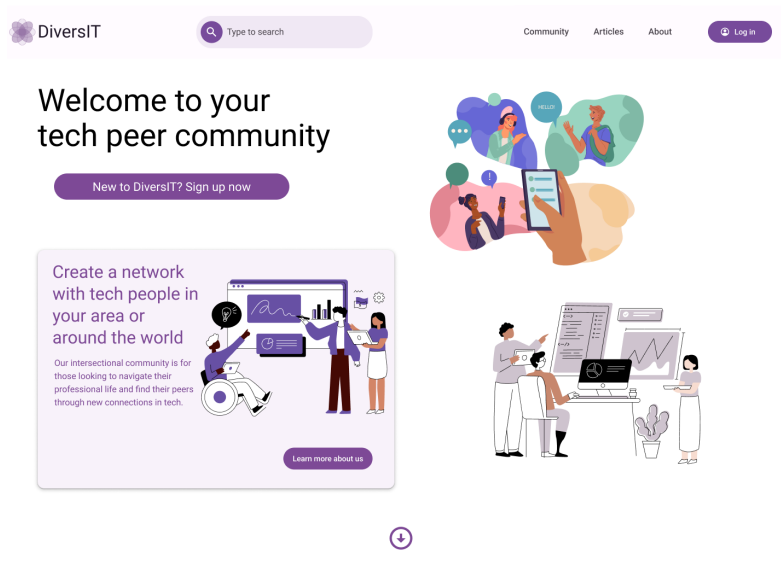 DiversIT
Type to search
Community
Articles
About
Log in
Welcome to your
tech peer community
HELLO!
!
New to DiversIT? Sign up now
Create a network
with tech people in
your area or
around the world
Our intersectional community is for
those looking to navigate their
professional life and find their peers
through new connections in tech.
Learn more about us